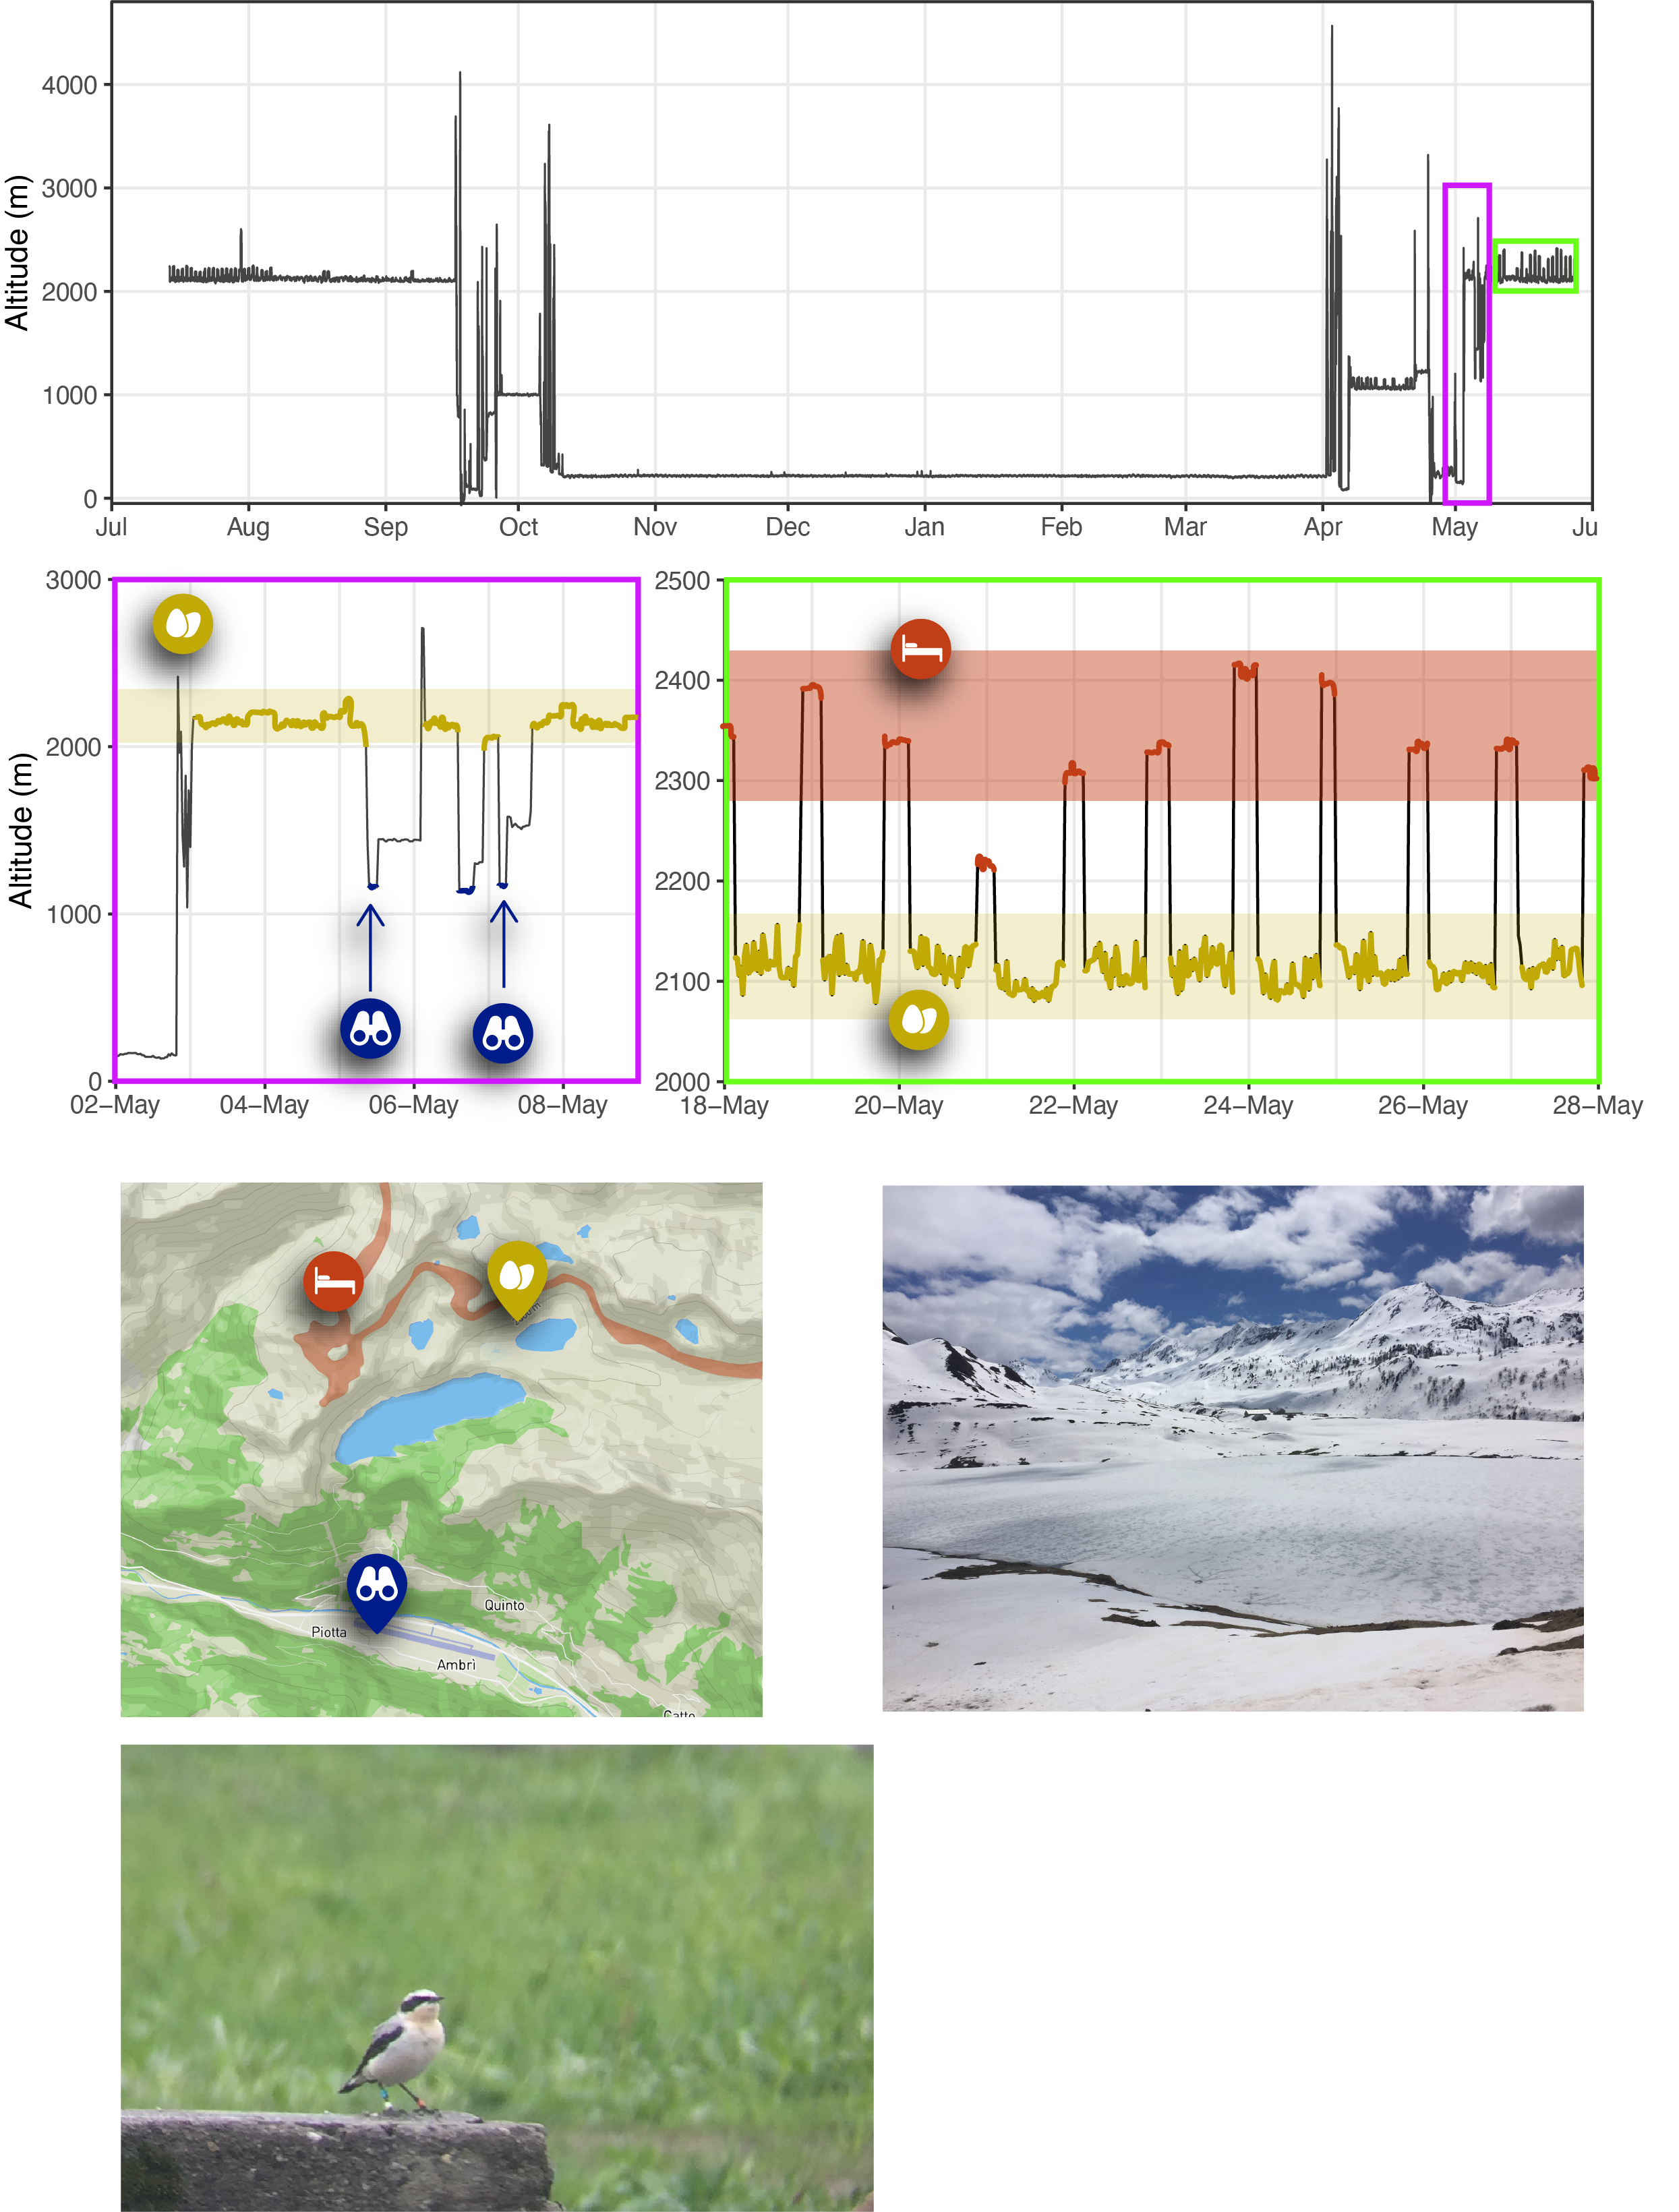 Altitude (m)
4000
3000
2000
1000
0
Jul Aug Sep Oct Nov Dec Jan Feb Mar Apr May Ju
Altitude (m)
3000
2000
1000
0
02–May 04–May 06–May 08–May
2500
2400
2300
2200
2100
2000
18–May 20–May 22–May 24–May 26–May 28–May
Quinto
Piotta
Ambrì